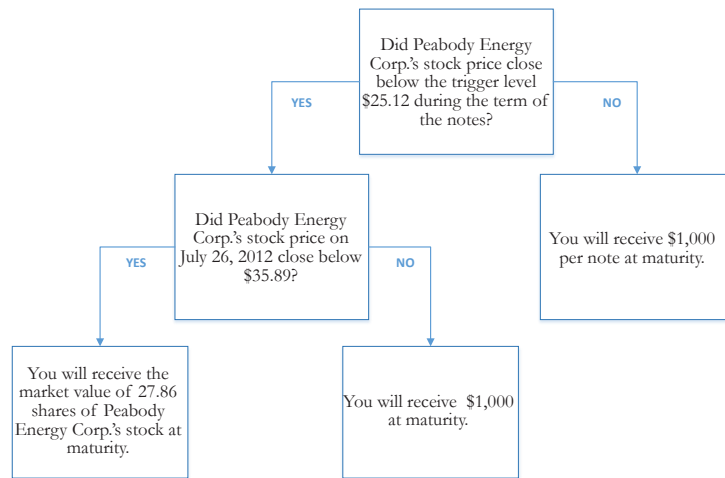 Did Peabody Energy
Corp.'s stock price close
below the trigger level
$25.12 during the term of
the notes?
YES
NO
Did Peabody Energy
Corp.'s stock price on
July 26, 2012 close below
$35.89?
You will receive $1,000
per note at maturity.
YES
NO
You will receive the
market value of 27.86
shares of Peabody
Energy Corp.'s stock at
maturity.
You will receive $1,000
at maturity.